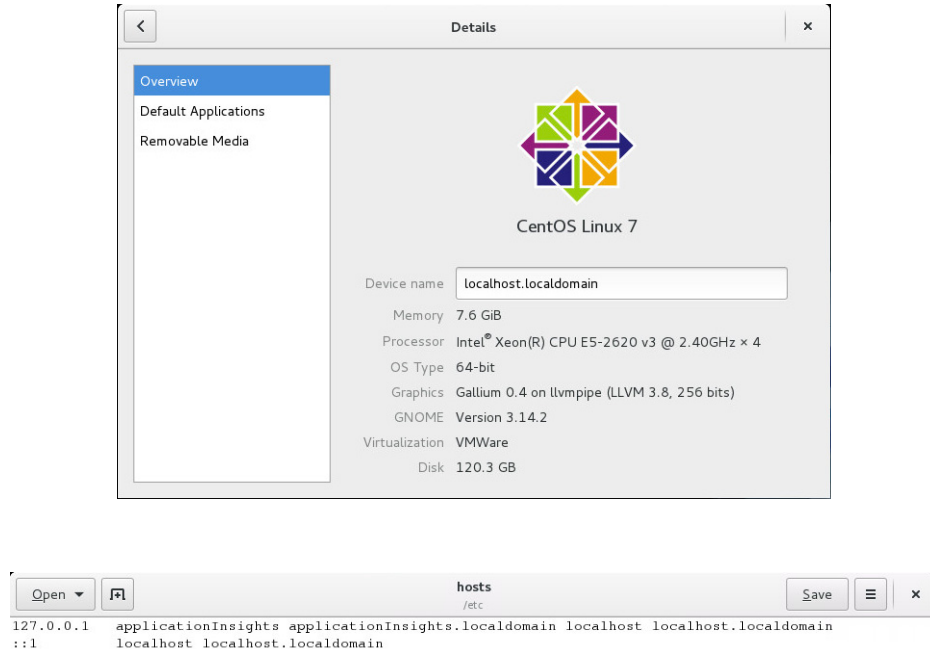 Details
Overview
Default Applications
Removable Media
CentOS Linux 7
Device name localhost.localdomain
Memory 7.6 GiB
Processor Intel® Xeon(R) CPU E5-2620 v3 @ 2.40GHz × 4
OS Type 64-bit
Graphics Gallium 0.4 on llvmpipe (LLVM 3.8, 256 bits)
GNOME Version 3.14.2
Virtualization VMWare
Disk 120.3 GB
Open hosts Save
/etc
127.0.0.1 applicationInsights applicationInsights.localdomain localhost localhost.localdomain
::1 localhost localhost.localdomain